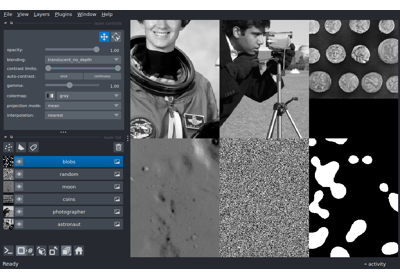 File View Layers Plugins Window Help
opacity: 1.00
blending: translucent_no_depth
contrast limits:
auto-contrast: once continuous
gamma: 1.00
colormap: gray
projection mode: mean
interpolation: nearest
blobs
random
moon
coins
photographer
astronaut
Ready
activity